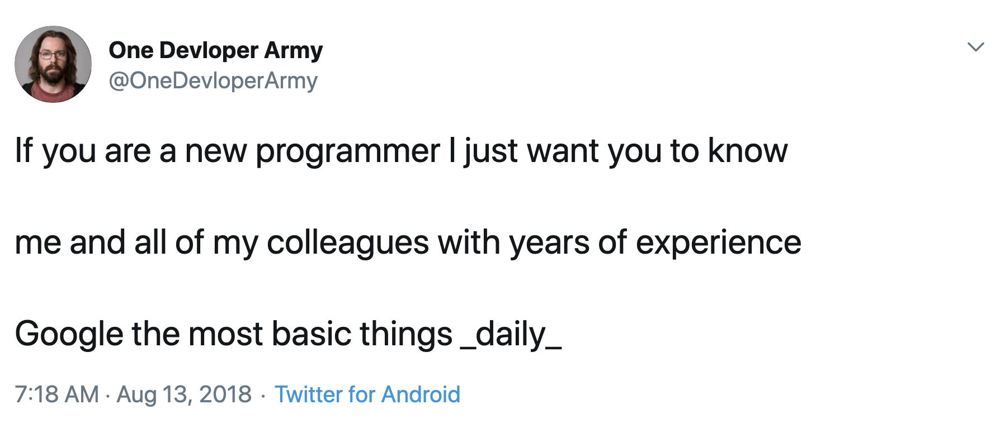 One Devloper Army
@OneDevloperArmy
If you are a new programmer I just want you to know
me and all of my colleagues with years of experience
Google the most basic things _daily_
7:18 AM · Aug 13, 2018 · Twitter for Android